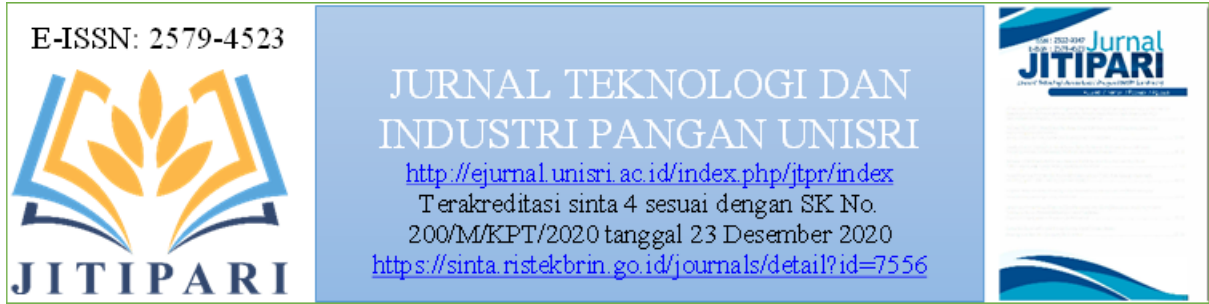 E-ISSN: 2579-4523
JITIPARI
JURNAL TEKNOLOGI DAN
INDUSTRI PANGAN UNISRI
http://ejurnal.unisri.ac.id/index.php/jtpr/index
Terakreditasi sinta 4 sesuai dengan SK No.
200/M/KPT/2020 tanggal 23 Desember 2020
https://sinta.ristekbrin.go.id/journals/detail?id=7556
Jurnal
JITIPARI